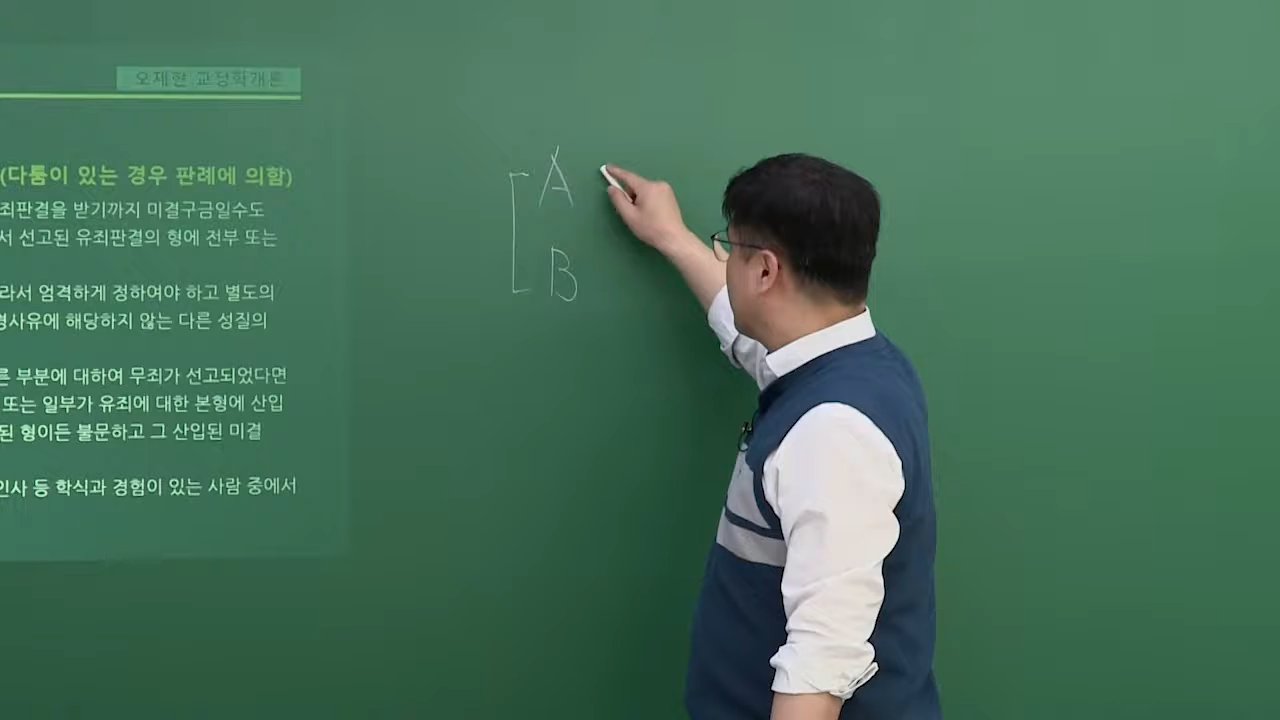 오제현 교정학개론
(다툼이 있는 경우 판례에 의함)
죄판결을 받기까지 미결구금일수도
서 선고된 유죄판결의 형에 전부 또는
라서 엄격하게 정하여야 하고 별도의
경사유에 해당하지 않는 다른 성질의
른 부분에 대하여 무죄가 선고되었다면
또는 일부가 유죄에 대한 본형에 산입
된 형이든 불문하고 그 산입된 미결
인사 등 학식과 경험이 있는 사람 중에서
A
B